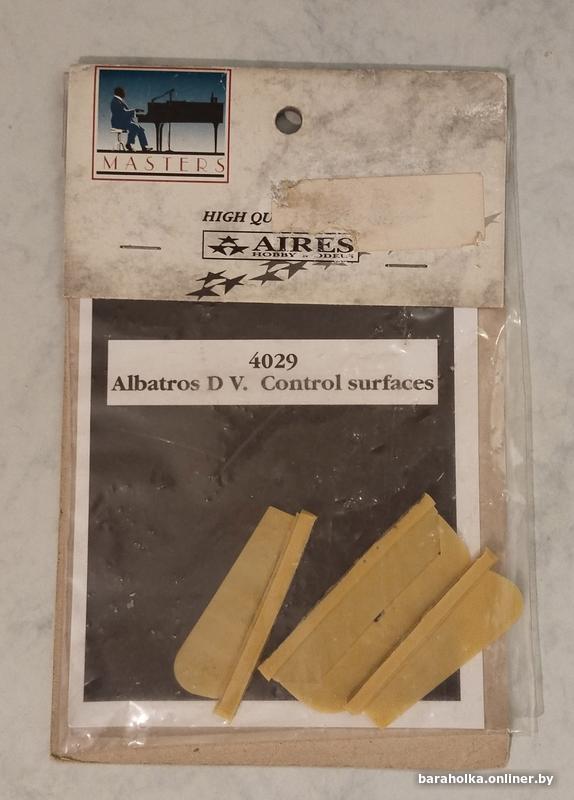 MASTERS
HIGH QU
AIRES
HOBBY MODELS
4029
Albatros D V. Control surfaces
baraholka.onliner.by